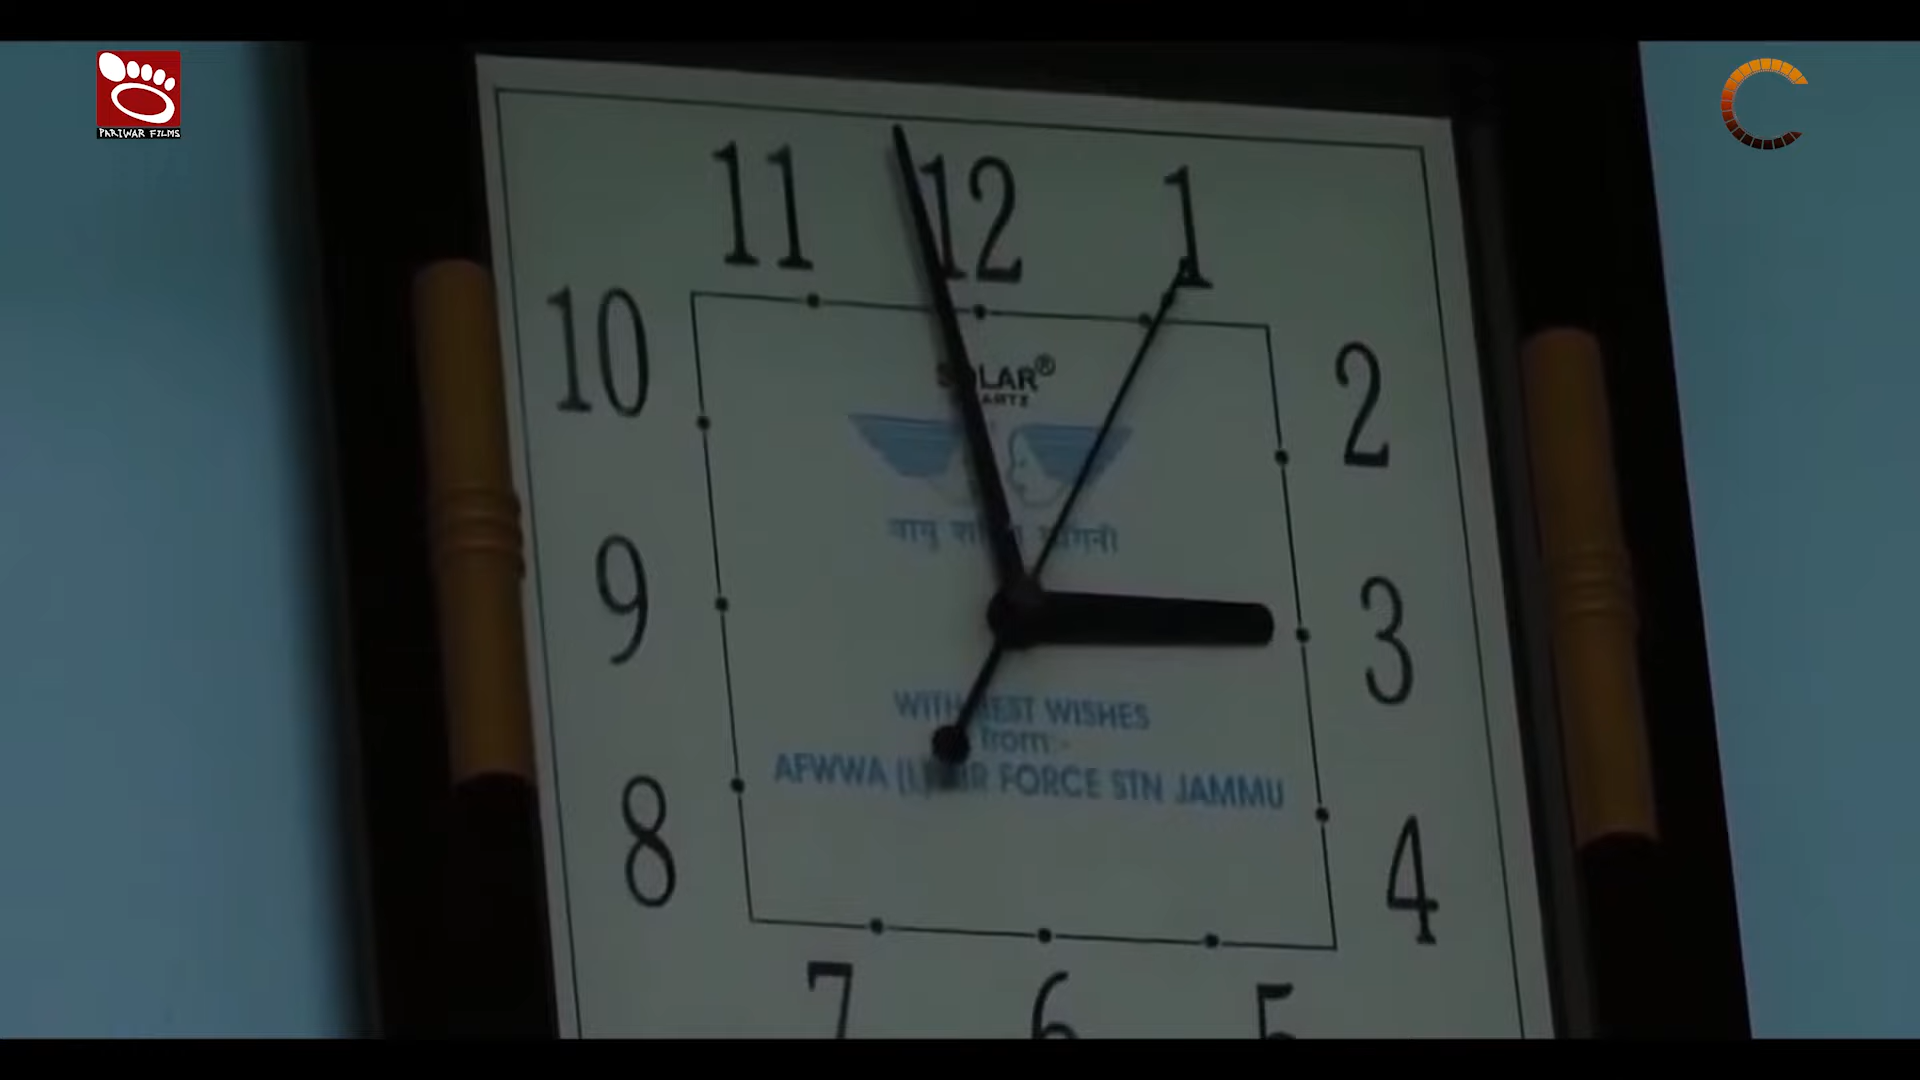 PARIWAR FILMS
11 12 1
10 2
SOLAR®
QUARTZ
9 3
WITH BEST WISHES
from:-
AFWWA (L) AIR FORCE STN JAMMU
8 4
7 6 5